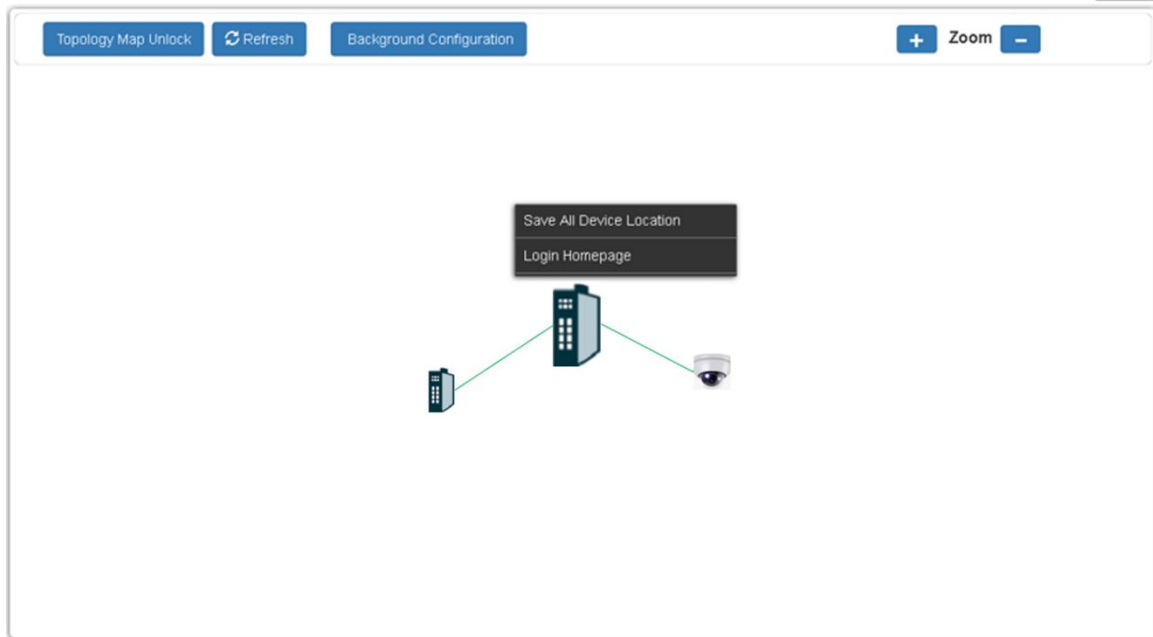 Topology Map Unlock
Refresh
Background Configuration
+ Zoom −
Save All Device Location
Login Homepage